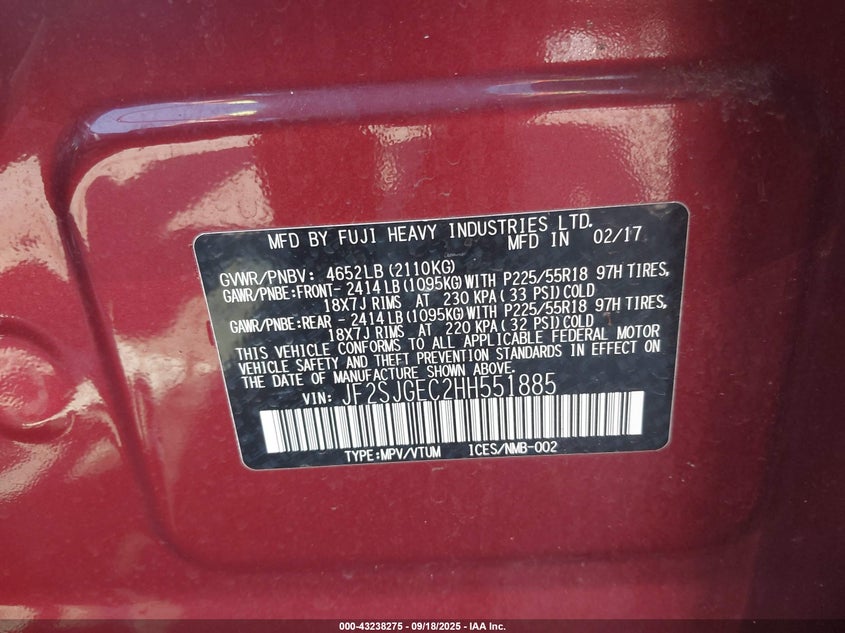 MFD BY FUJI HEAVY INDUSTRIES LTD.
MFD IN 02/17
GVWR/PNBV: 4652LB(2110KG)
GAWR/PNBE:FRONT- 2414LB(1095KG)WITH P225/55R18 97H TIRES,
18X7J RIMS AT 230 KPA(33 PSI)COLD
GAWR/PNBE:REAR - 2414LB(1095KG)WITH P225/55R18 97H TIRES,
18X7J RIMS AT 220 KPA(32 PSI)COLD
THIS VEHICLE CONFORMS TO ALL APPLICABLE FEDERAL MOTOR
VEHICLE SAFETY AND THEFT PREVENTION STANDARDS IN EFFECT ON
THE DATE OF MANUFACTURE SHOWN ABOVE.
VIN: JF2SJGEC2HH551885
TYPE:MPV/VTUM ICES/NMB-002
000-43238275 - 09/18/2025 - IAA Inc.